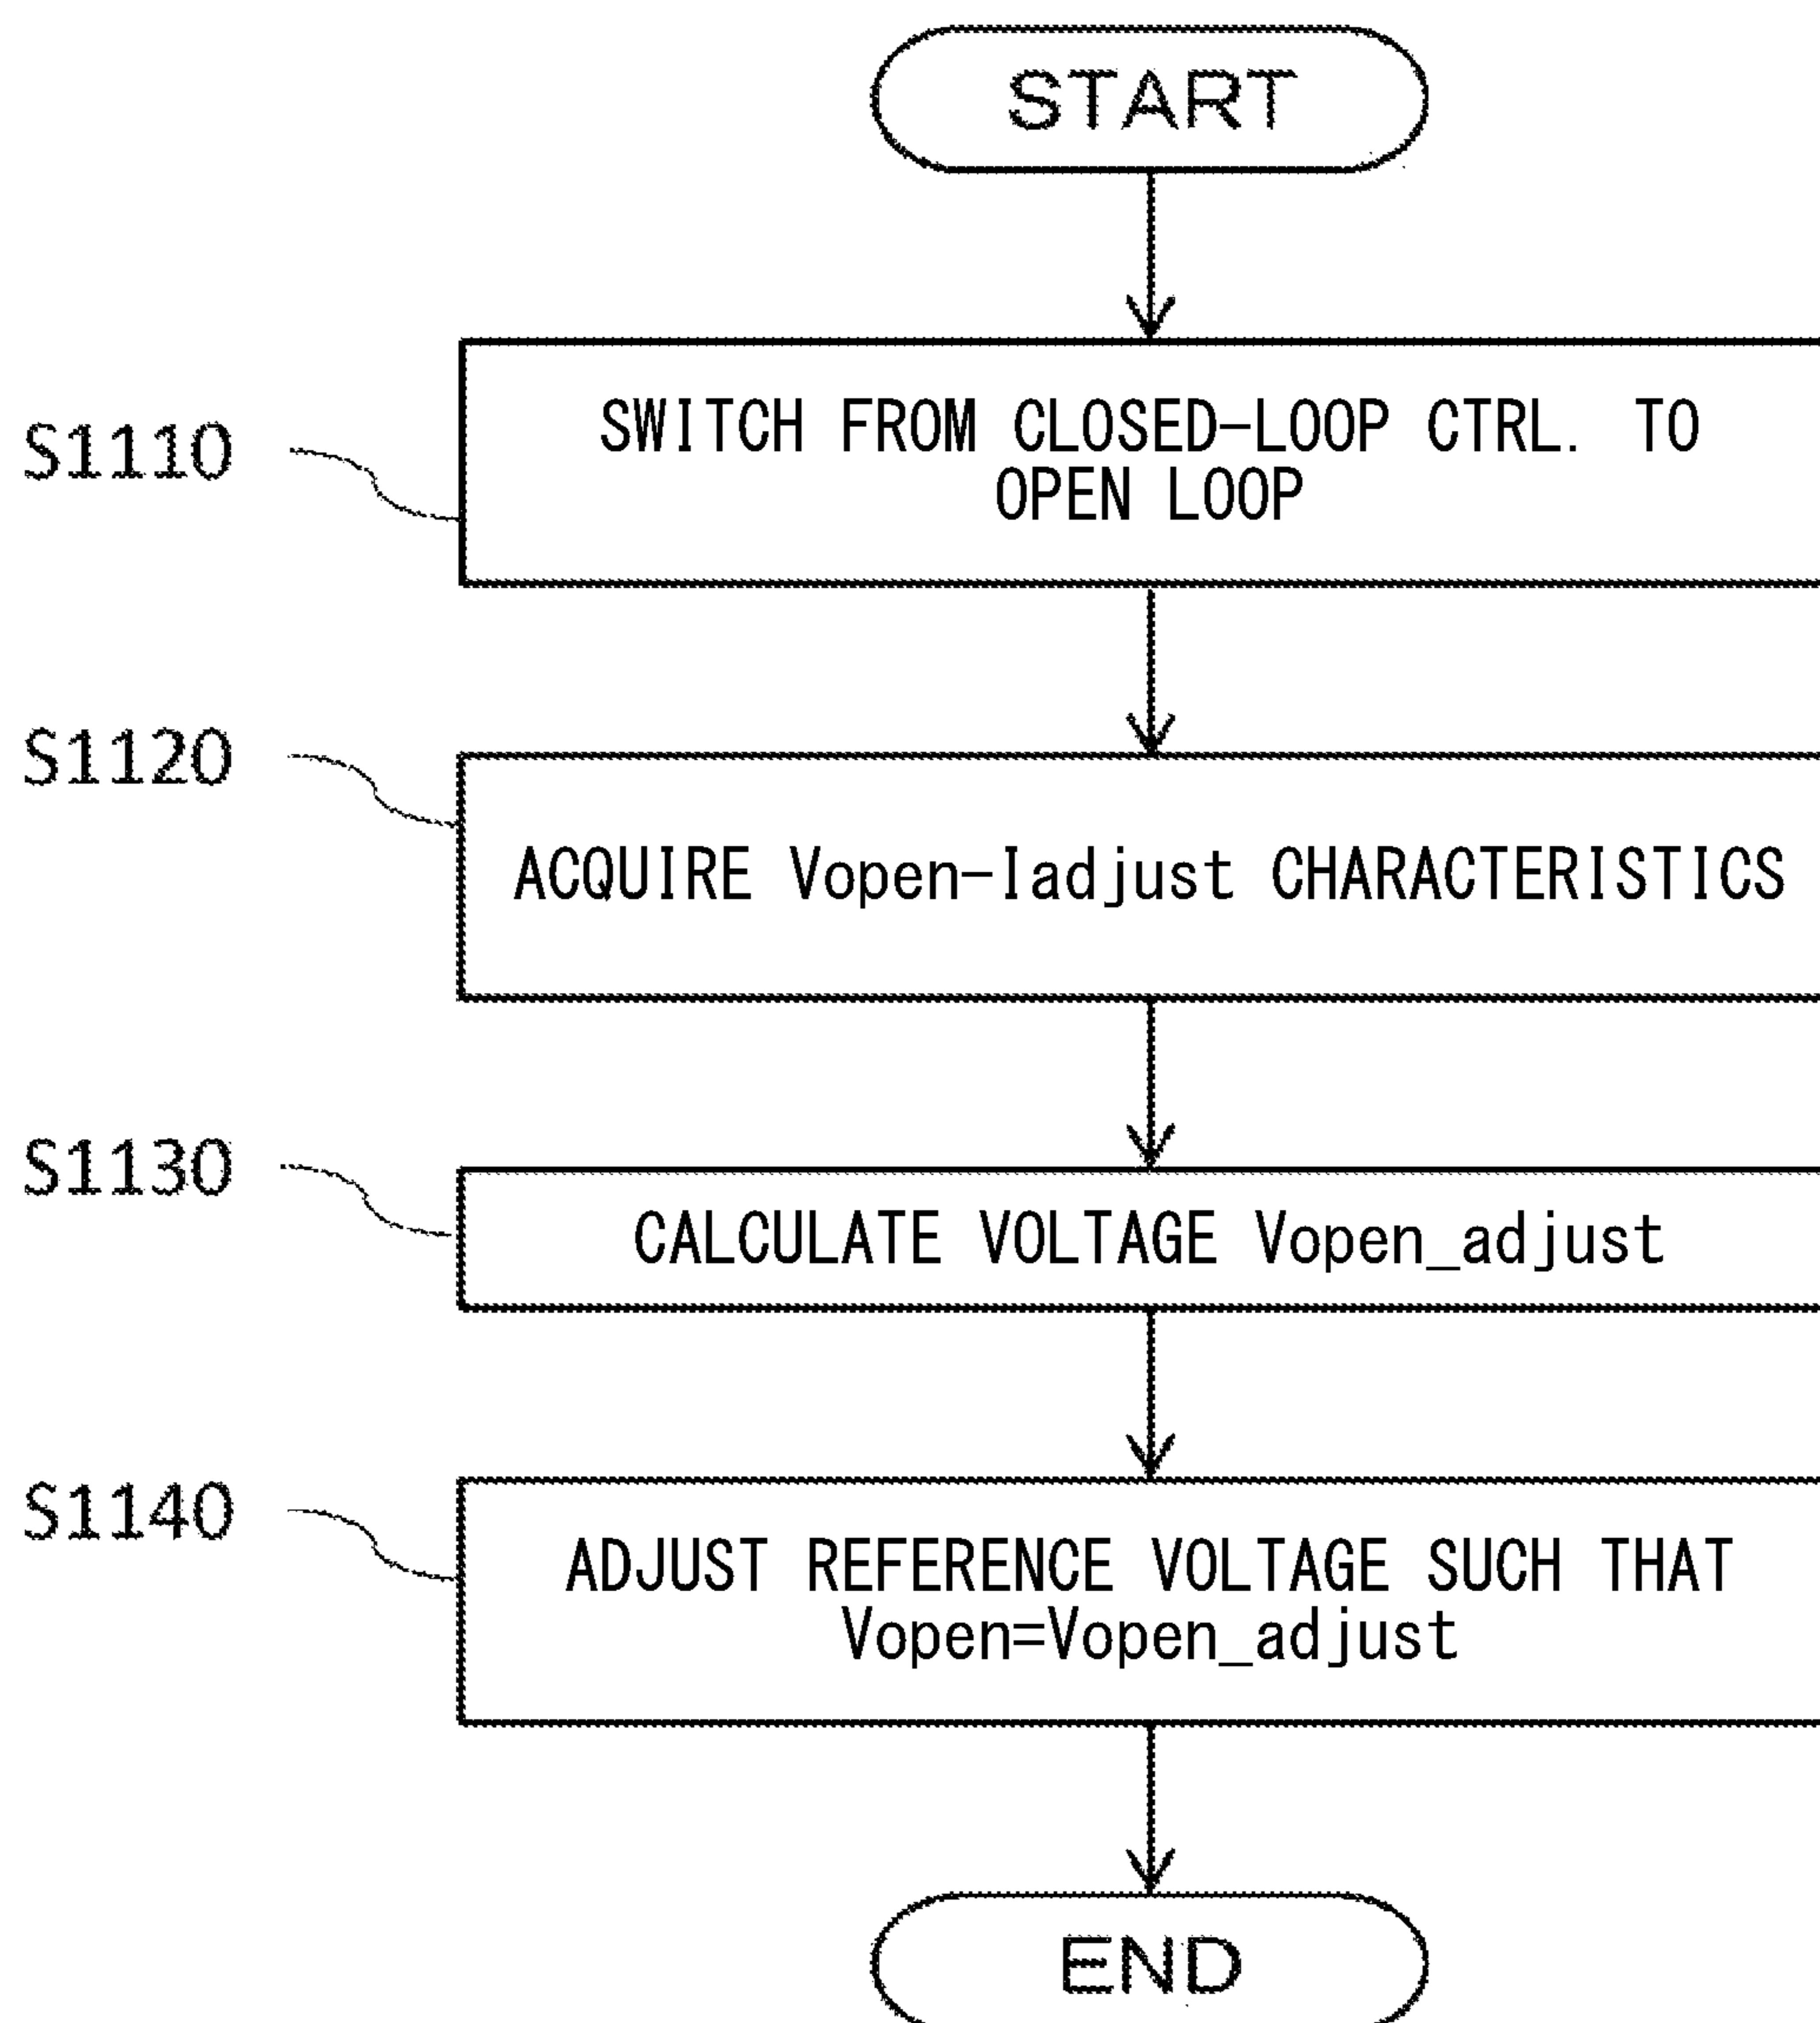 START
S1110
SWITCH FROM CLOSED-LOOP CTRL. TO
OPEN LOOP
S1120
ACQUIRE Vopen-Iadjust CHARACTERISTICS
S1130
CALCULATE VOLTAGE Vopen_adjust
S1140
ADJUST REFERENCE VOLTAGE SUCH THAT
Vopen=Vopen_adjust
END